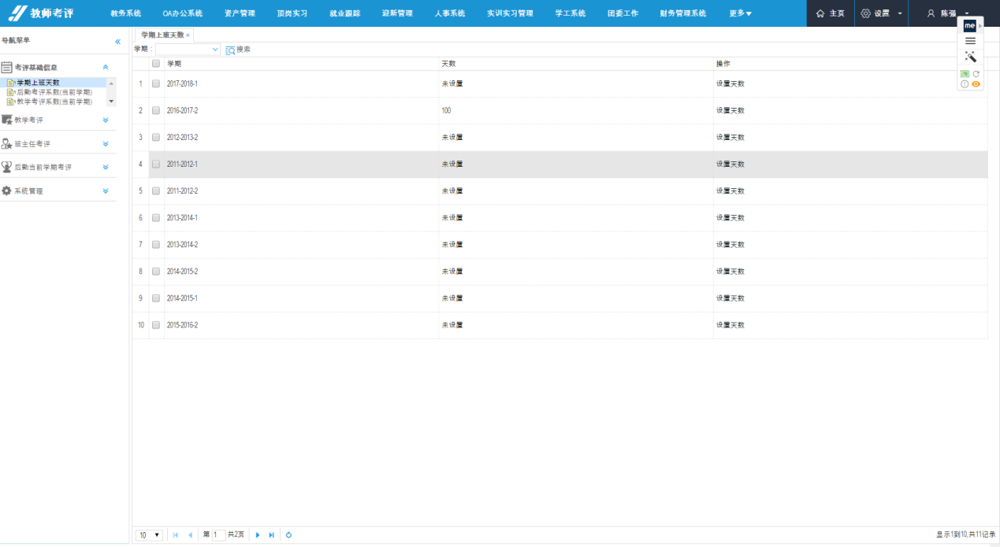 教师考评 教务系统 OA办公系统 资产管理 顶岗实习 就业跟踪 迎新管理 人事系统 实训实习管理 学工系统 团委工作 财务管理系统 更多 主页 设置 陈强
导航菜单
学期上班天数
me
学期: 搜索
考评基础信息
学期上班天数
后勤考评系数(当前学期)
教学考评系数(当前学期)
教学考评
班主任考评
后勤当前学期考评
系统管理
学期 天数 操作
1 2017-2018-1 未设置 设置天数
2 2016-2017-2 100 设置天数
3 2012-2013-2 未设置 设置天数
4 2011-2012-1 未设置 设置天数
5 2011-2012-2 未设置 设置天数
6 2013-2014-1 未设置 设置天数
7 2013-2014-2 未设置 设置天数
8 2014-2015-2 未设置 设置天数
9 2014-2015-1 未设置 设置天数
10 2015-2016-2 未设置 设置天数
10 第 1 共2页 显示1到10,共11记录